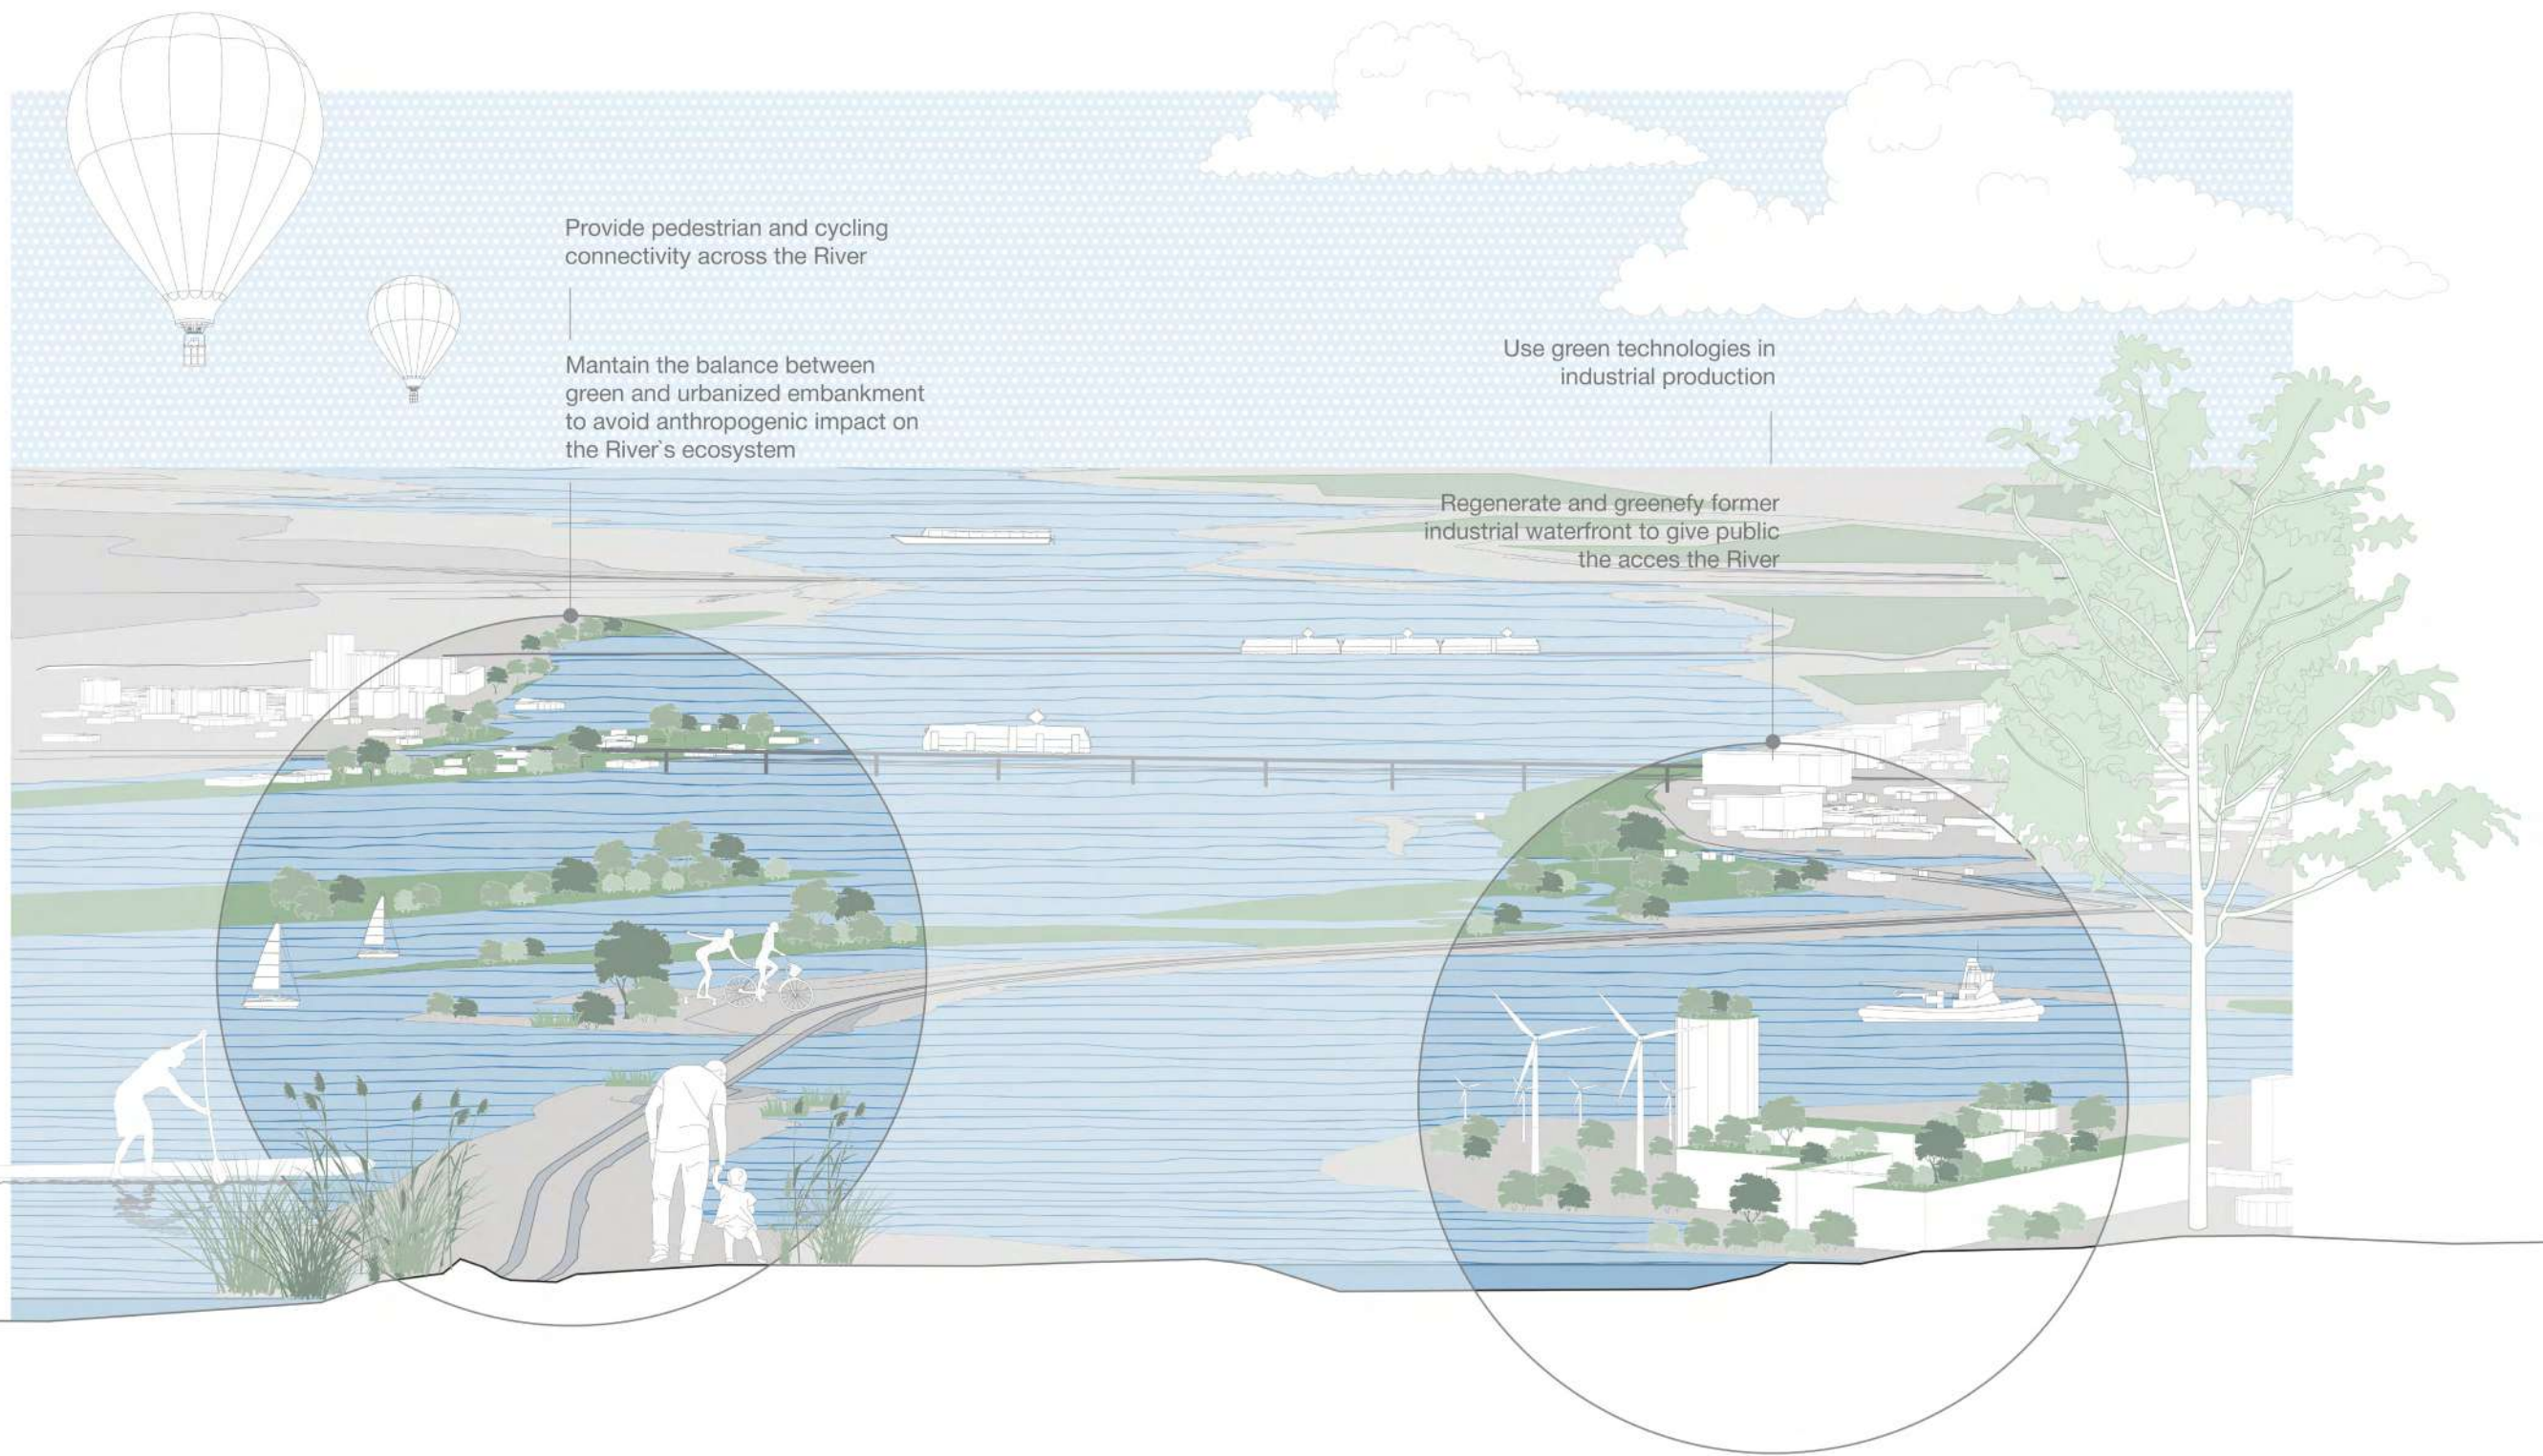 Provide pedestrian and cycling
connectivity across the River
Mantain the balance between
green and urbanized embankment
to avoid anthropogenic impact on
the River`s ecosystem
Use green technologies in
industrial production
Regenerate and greenefy former
industrial waterfront to give public
the acces the River